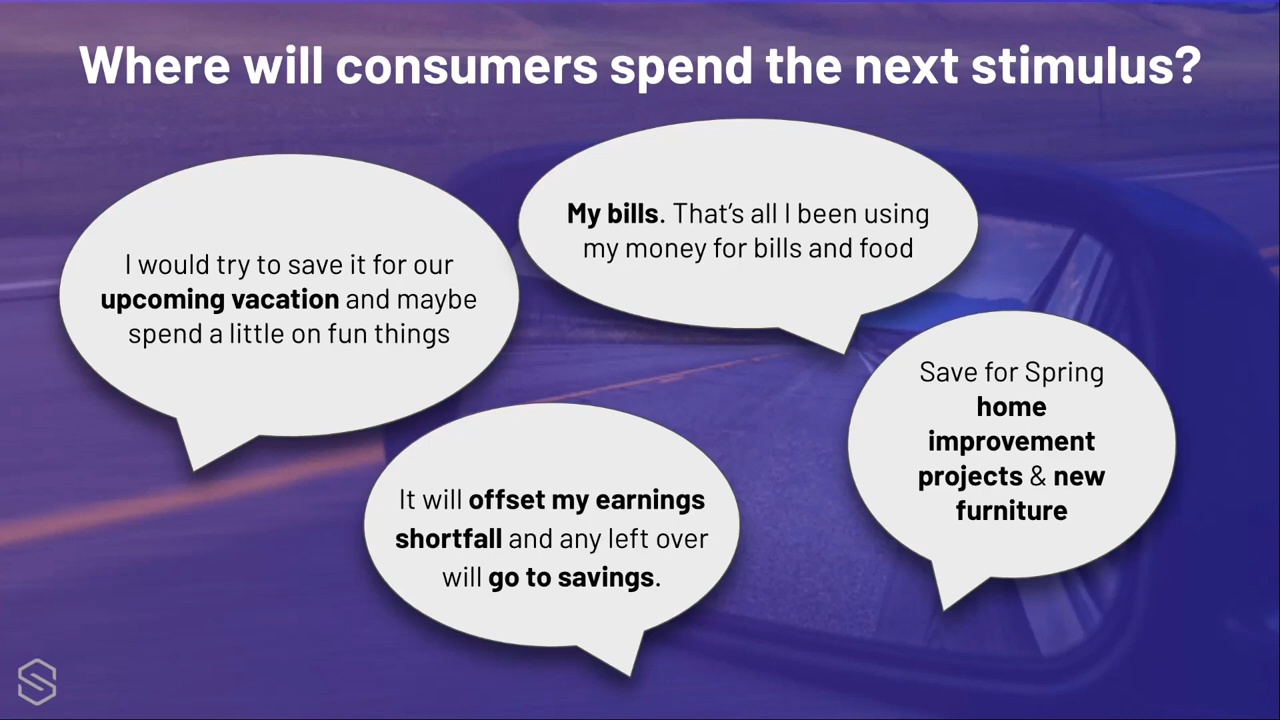 Where will consumers spend the next stimulus?
I would try to save it for our
upcoming vacation and maybe
spend a little on fun things
My bills. That's all I been using
my money for bills and food
It will offset my earnings
shortfall and any left over
will go to savings.
Save for Spring
home
improvement
projects & new
furniture